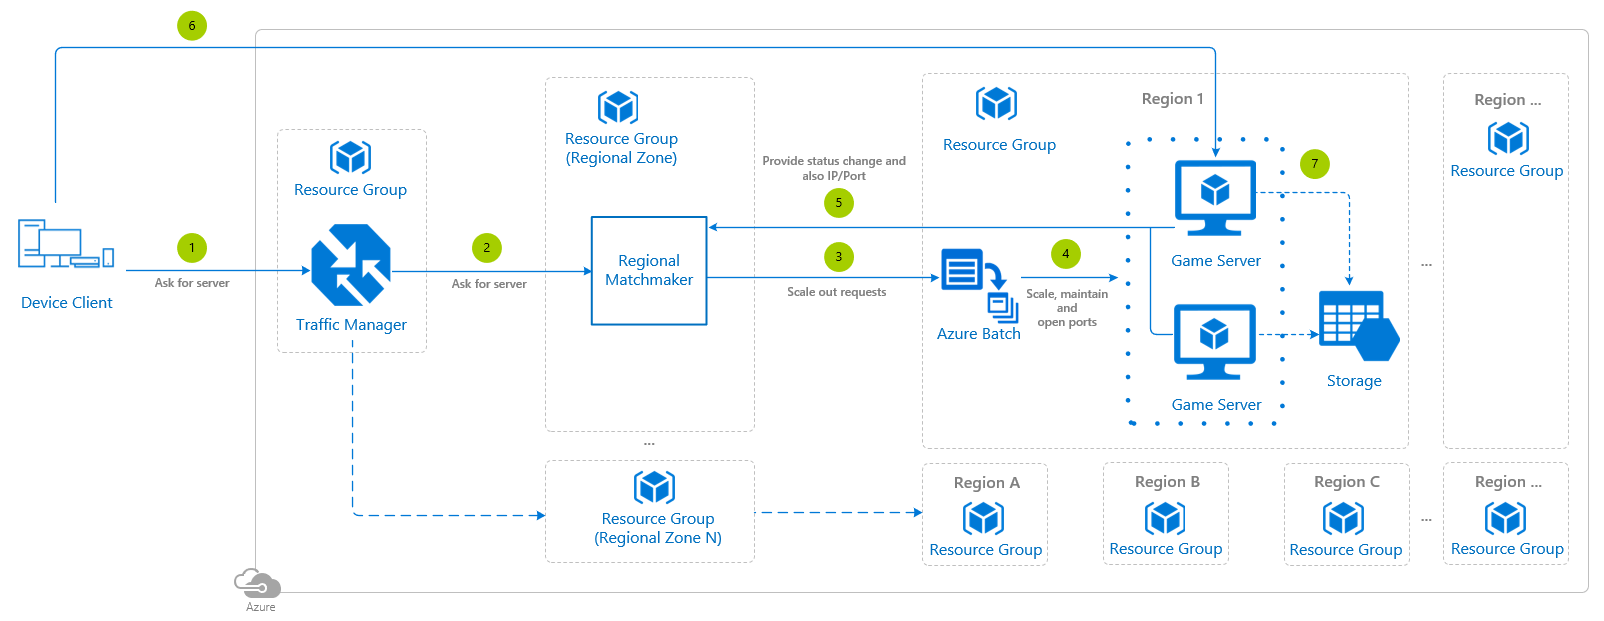 6
Region 1
Region ...
Resource Group
(Regional Zone)
Resource Group
Resource Group
Resource Group
Provide status change and
also IP/Port
7
5
1
2
3
4
Ask for server
Ask for server
Regional
Matchmaker
Scale out requests
Scale, maintain
and
open ports
Game Server
...
Device Client
Traffic Manager
Azure Batch
Storage
Game Server
...
Region A
Region B
Region C
Region ...
Resource Group
(Regional Zone N)
...
Resource Group
Resource Group
Resource Group
Resource Group
Azure